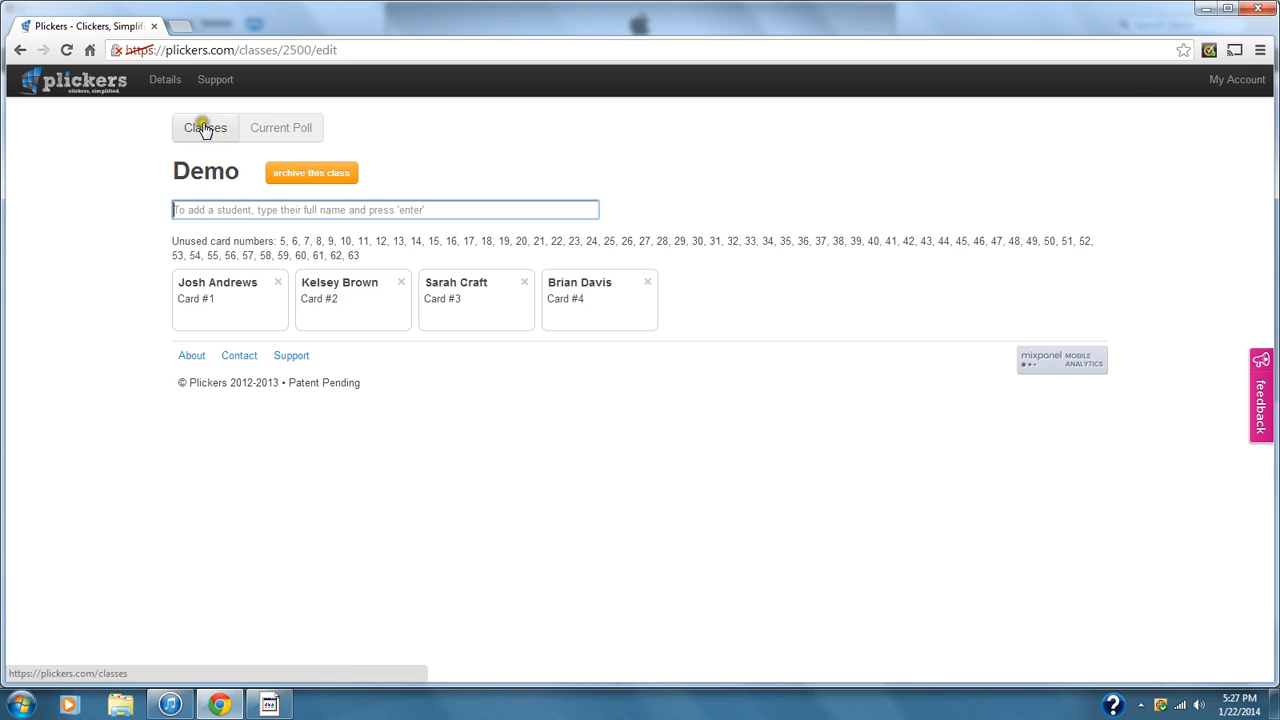 Plickers - Clickers, Simplifi
https://plickers.com/classes/2500/edit
plickers
clickers, simplified.
Details
Support
My Account
Classes
Current Poll
Demo
archive this class
To add a student, type their full name and press 'enter'
Unused card numbers: 5, 6, 7, 8, 9, 10, 11, 12, 13, 14, 15, 16, 17, 18, 19, 20, 21, 22, 23, 24, 25, 26, 27, 28, 29, 30, 31, 32, 33, 34, 35, 36, 37, 38, 39, 40, 41, 42, 43, 44, 45, 46, 47, 48, 49, 50, 51, 52,
53, 54, 55, 56, 57, 58, 59, 60, 61, 62, 63
Josh Andrews
Card #1
Kelsey Brown
Card #2
Sarah Craft
Card #3
Brian Davis
Card #4
About
Contact
Support
mixpanel MOBILE
ANALYTICS
© Plickers 2012-2013 • Patent Pending
feedback
https://plickers.com/classes
5:27 PM
1/22/2014